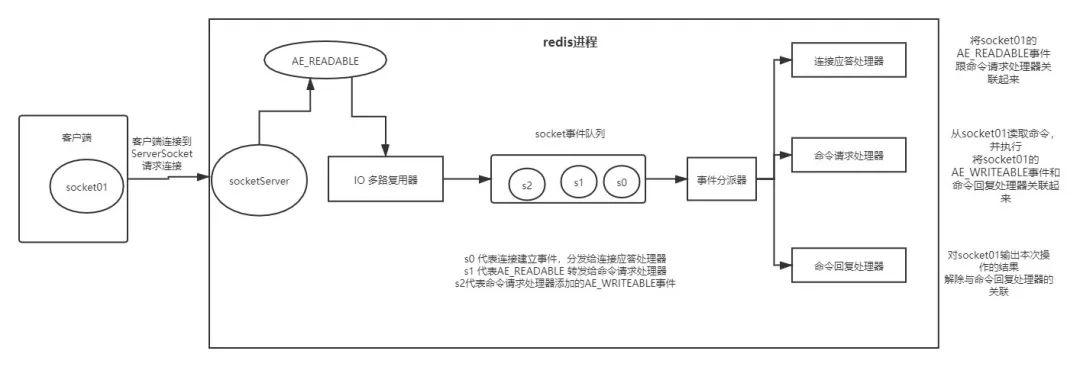 redis进程
AE_READABLE
连接应答处理器
将socket01的
AE_READABLE事件
跟命令请求处理器关
联起来
客户端
客户端连接到
ServerSocket
请求连接
socket01
socketServer
IO 多路复用器
socket事件队列
s2
s1
s0
事件分派器
命令请求处理器
从socket01读取命令，
并执行
将socket01的
AE_WRITEABLE事件和
命令回复处理器关联起
来
s0 代表连接建立事件，分发给连接应答处理器
s1 代表AE_READABLE 转发给命令请求处理器
s2代表命令请求处理器添加的AE_WRITEABLE事件
命令回复处理器
对socket01输出本次操
作的结果
解除与命令回复处理器的
关联